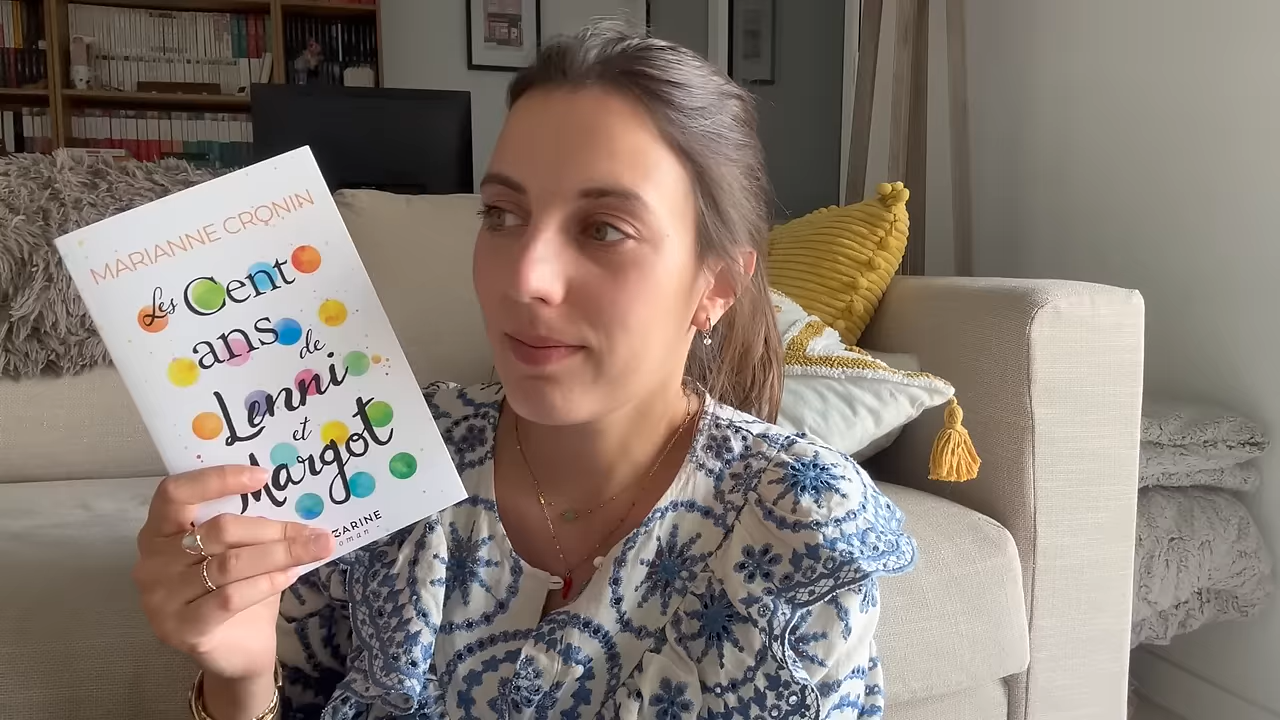 MARIANNE CRONIN
Les Cent
ans de
Lenni
et
Margot